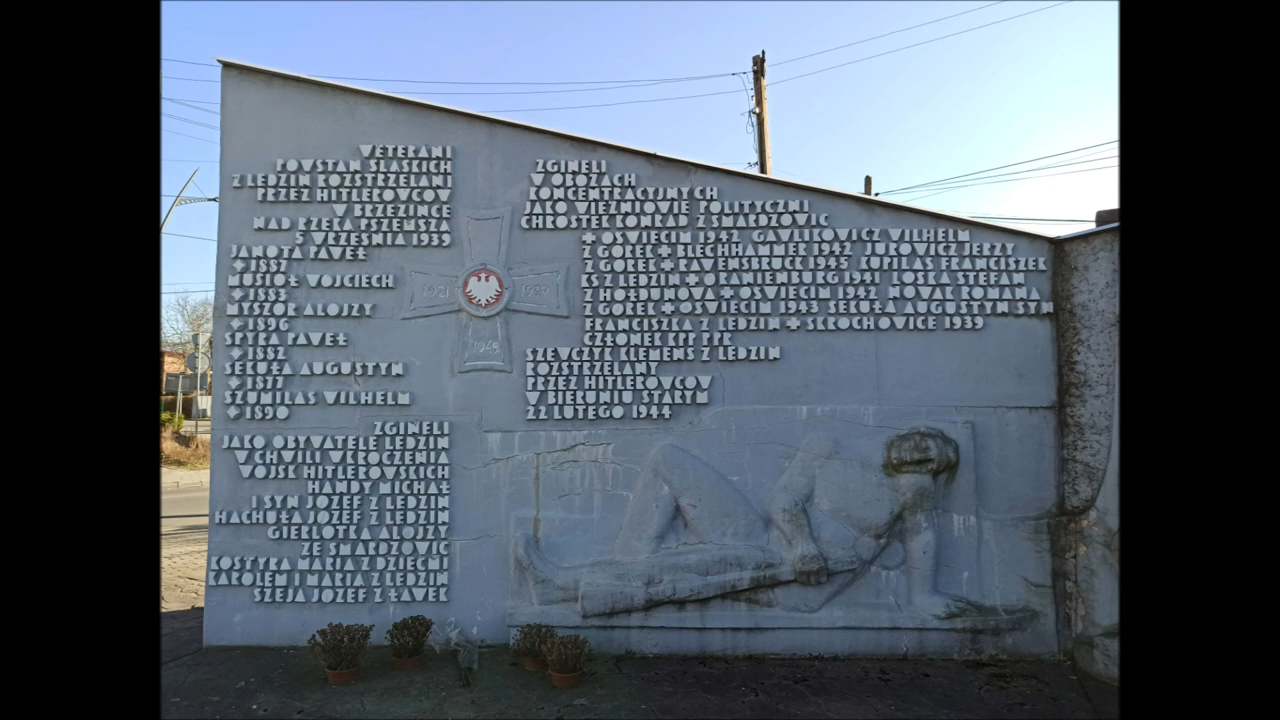 WETERANI
POWSTAŃ ŚLĄSKICH
Z LĘDZIN ROZSTRZELANI
PRZEZ HITLEROWCÓW
W BRZEZINCE
NAD RZEKĄ PSZEMSZĄ
5 WRZEŚNIA 1939
JANOTA PAWEŁ
+ 1887
MUSIOŁ WOJCIECH
+ 1883
MYSZOR ALOJZY
+ 1896
SPYRA PAWEŁ
+ 1882
SEKUŁA AUGUSTYN
+ 1877
SZUMILAS WILHELM
+ 1890
ZGINĘLI
JAKO OBYWATELE LĘDZIN
W CHWILI WKROCZENIA
WOJSK HITLEROWSKICH
HANDY MICHAŁ
I SYN JÓZEF Z LĘDZIN
HACHUŁA JÓZEF Z LĘDZIN
GIERLOTKA ALOJZY
ZE SMARDZOWIC
KOSTYRA MARIA Z DZIEĆMI
KAROLEM I MARIĄ Z LĘDZIN
SZEJA JÓZEF Z ŁAWEK
1921 1939
1945
ZGINĘLI
W OBOZACH
KONCENTRACYJNYCH
JAKO WIĘŹNIOWIE POLITYCZNI
CHROSTEK KONRAD Z SMARDZOWIC
+ OŚWIĘCIM 1942 GAWLIKOWICZ WILHELM
Z GÓREK + BLECHHAMMER 1942 JUROWICZ JERZY
Z GÓREK + RAWENSBRUCK 1945 KUPILAS FRANCISZEK
KS Z LĘDZIN + ORANIENBURG 1941 LOSKA STEFAN
Z HOŁDUNOWA + OŚWIĘCIM 1942 NOWAK ROMANA
Z GÓREK + OŚWIĘCIM 1943 SEKUŁA AUGUSTYN SYN
FRANCISZKA Z LĘDZIN + SKROCHOWICE 1939
CZŁONEK KPP PPR
SZEWCZYK KLEMENS Z LĘDZIN
ROZSTRZELANY
PRZEZ HITLEROWCÓW
W BIERUNIU STARYM
22 LUTEGO 1944